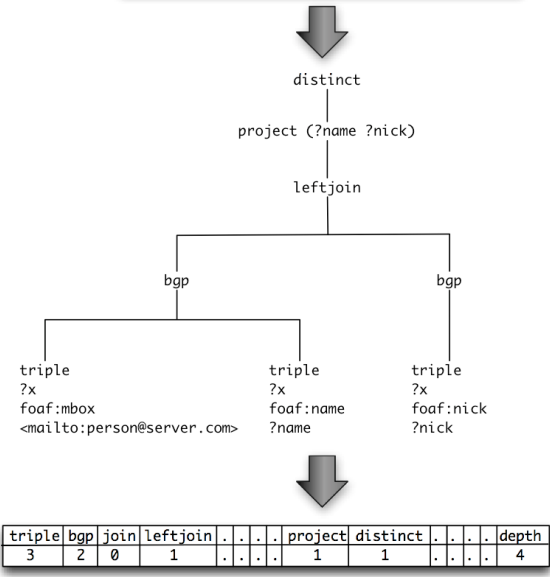 distinct
project (?name ?nick)
leftjoin
bgp bgp
triple triple triple
?x ?x ?x
foaf:mbox foaf:name foaf:nick
<mailto:person@server.com> ?name ?nick
triple bgp join leftjoin . . . . project distinct . . . . depth
3 2 0 1 . . . . 1 1 . . . . 4